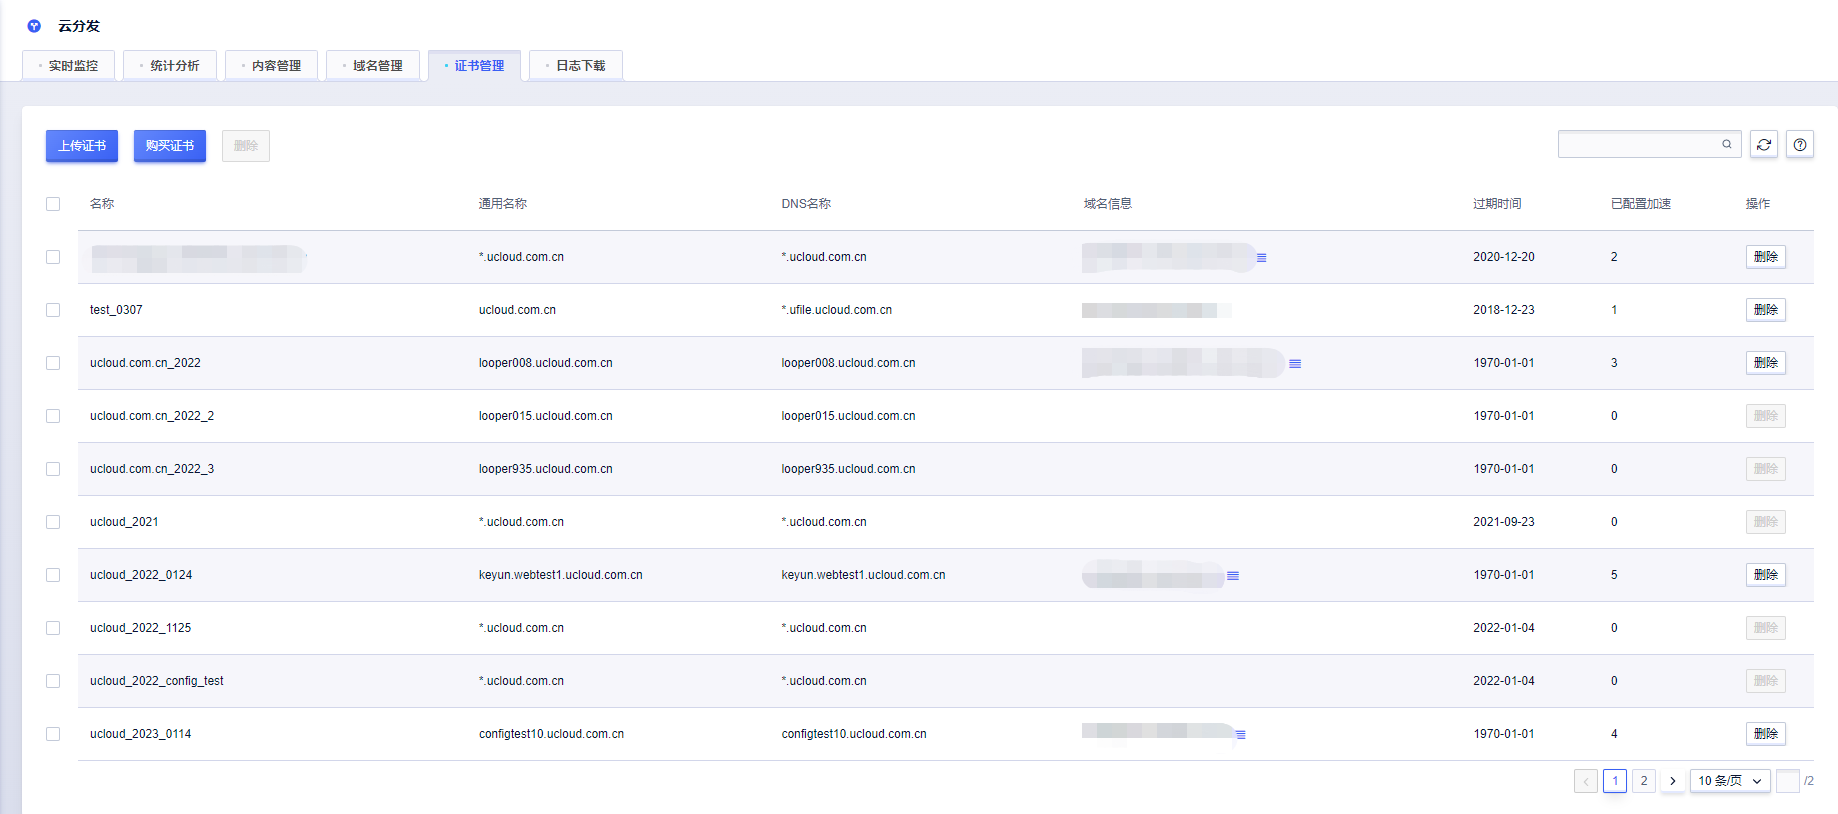 云分发
实时监控 统计分析 内容管理 域名管理 证书管理 日志下载
上传证书 购买证书 删除
名称 通用名称 DNS名称 域名信息 过期时间 已配置加速 操作
*.ucloud.com.cn *.ucloud.com.cn 2020-12-20 2 删除
test_0307 ucloud.com.cn *.ufile.ucloud.com.cn 2018-12-23 1 删除
ucloud.com.cn_2022 looper008.ucloud.com.cn looper008.ucloud.com.cn 1970-01-01 3 删除
ucloud.com.cn_2022_2 looper015.ucloud.com.cn looper015.ucloud.com.cn 1970-01-01 0 删除
ucloud.com.cn_2022_3 looper935.ucloud.com.cn looper935.ucloud.com.cn 1970-01-01 0 删除
ucloud_2021 *.ucloud.com.cn *.ucloud.com.cn 2021-09-23 0 删除
ucloud_2022_0124 keyun.webtest1.ucloud.com.cn keyun.webtest1.ucloud.com.cn 1970-01-01 5 删除
ucloud_2022_1125 *.ucloud.com.cn *.ucloud.com.cn 2022-01-04 0 删除
ucloud_2022_config_test *.ucloud.com.cn *.ucloud.com.cn 2022-01-04 0 删除
ucloud_2023_0114 configtest10.ucloud.com.cn configtest10.ucloud.com.cn 1970-01-01 4 删除
1 2 10 条/页 /2